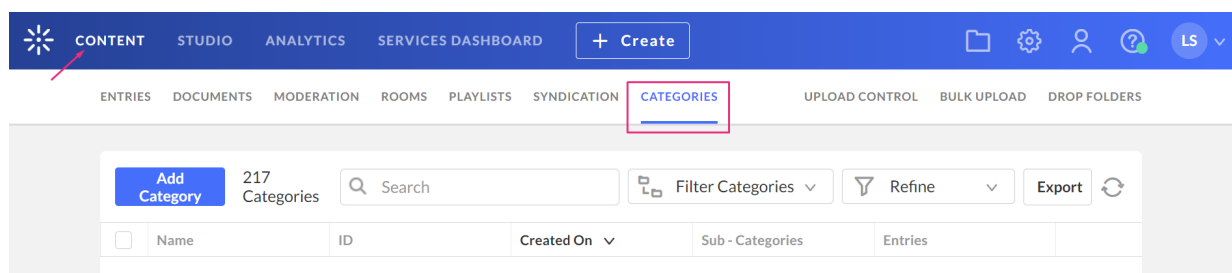 CONTENT STUDIO ANALYTICS SERVICES DASHBOARD + Create LS
ENTRIES DOCUMENTS MODERATION ROOMS PLAYLISTS SYNDICATION CATEGORIES UPLOAD CONTROL BULK UPLOAD DROP FOLDERS
Add Category 217 Categories Search Filter Categories Refine Export
Name ID Created On Sub - Categories Entries